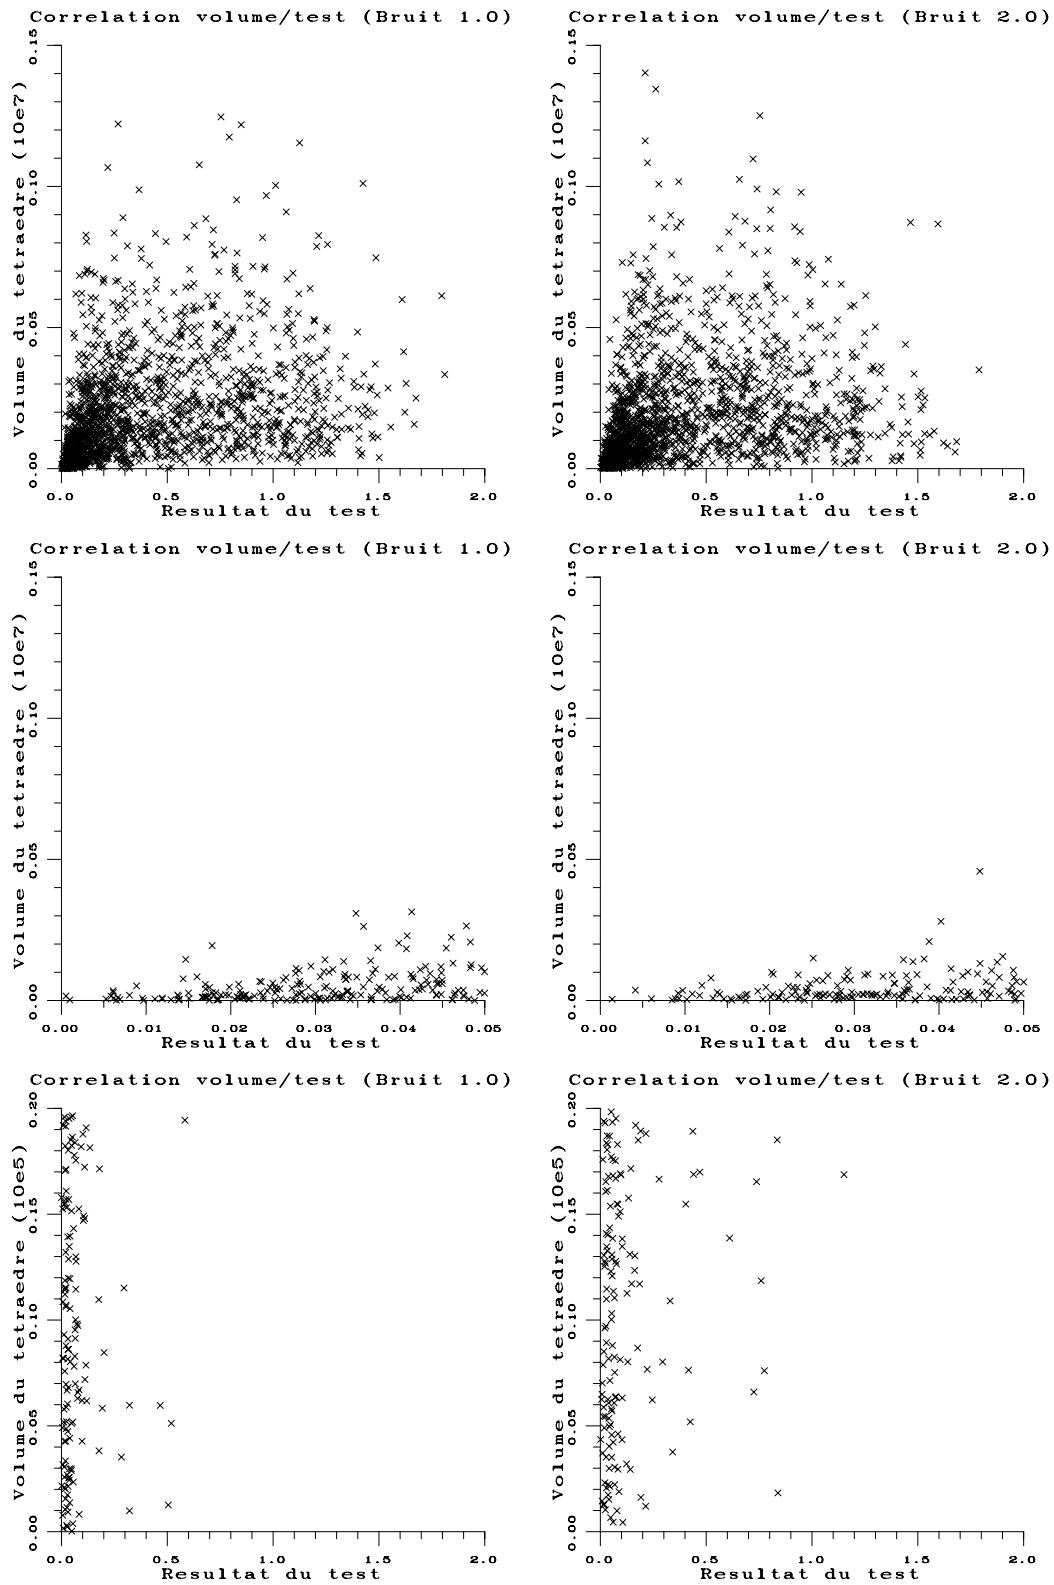 Correlation volume/test (Bruit 1.0)
Volume du tetraedre (10e7)
0.15
0.10
0.05
0.00
0.0 0.5 1.0 1.5 2.0
Resultat du test
Correlation volume/test (Bruit 2.0)
Volume du tetraedre (10e7)
0.15
0.10
0.05
0.00
0.0 0.5 1.0 1.5 2.0
Resultat du test
Correlation volume/test (Bruit 1.0)
Volume du tetraedre (10e7)
0.15
0.10
0.05
0.00
0.00 0.01 0.02 0.03 0.04 0.05
Resultat du test
Correlation volume/test (Bruit 2.0)
Volume du tetraedre (10e7)
0.15
0.10
0.05
0.00
0.00 0.01 0.02 0.03 0.04 0.05
Resultat du test
Correlation volume/test (Bruit 1.0)
Volume du tetraedre (10e5)
0.20
0.15
0.10
0.05
0.00
0.0 0.5 1.0 1.5 2.0
Resultat du test
Correlation volume/test (Bruit 2.0)
Volume du tetraedre (10e5)
0.20
0.15
0.10
0.05
0.00
0.0 0.5 1.0 1.5 2.0
Resultat du test